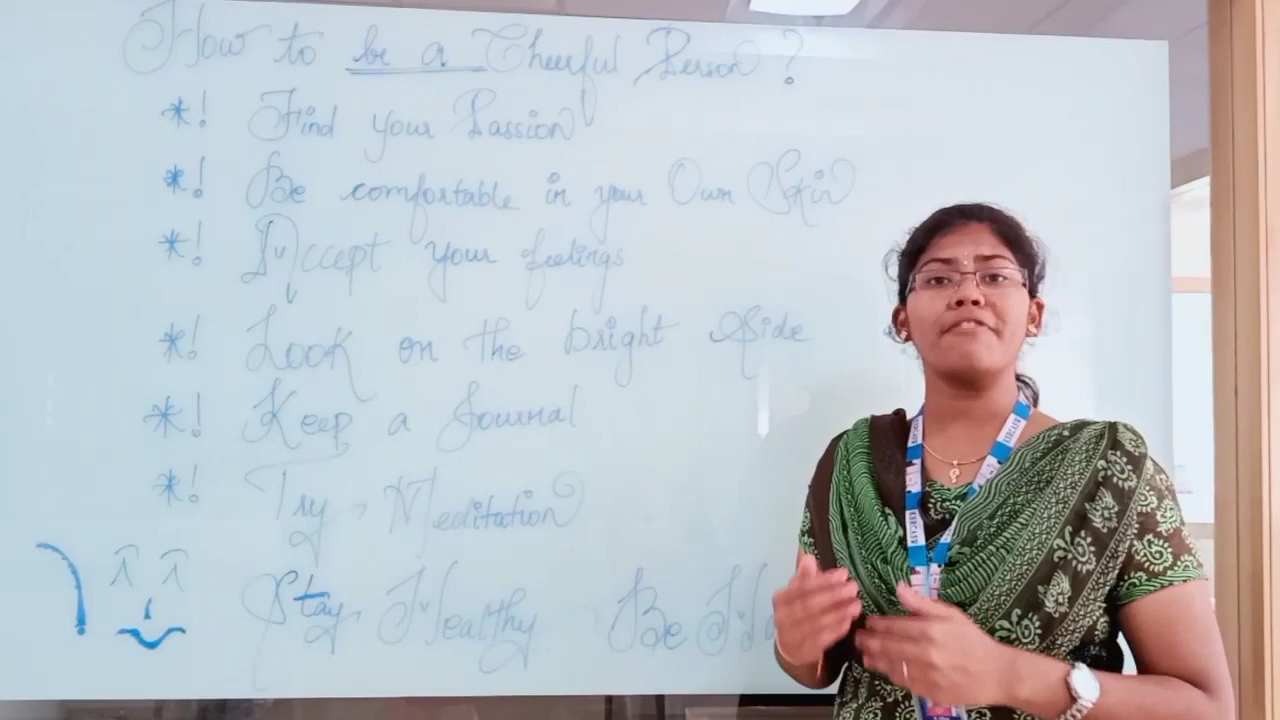 How to be a Cheerful Person?
*! Find your Passion
*! Be comfortable in your Own Skin
*! Accept your feelings
*! Look on the bright Side
*! Keep a Journal
*! Try Meditation
Stay Healthy Be